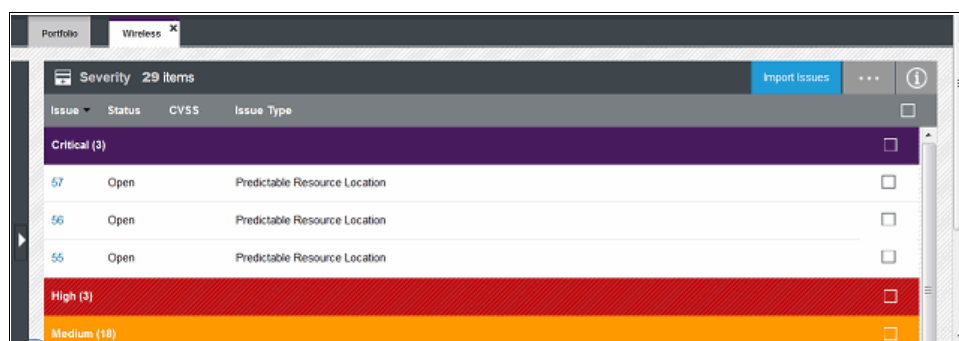 Portfolio
Wireless
Severity 29 items
Import Issues
Issue Status CVSS Issue Type
Critical (3)
57 Open Predictable Resource Location
56 Open Predictable Resource Location
55 Open Predictable Resource Location
High (3)
Medium (18)